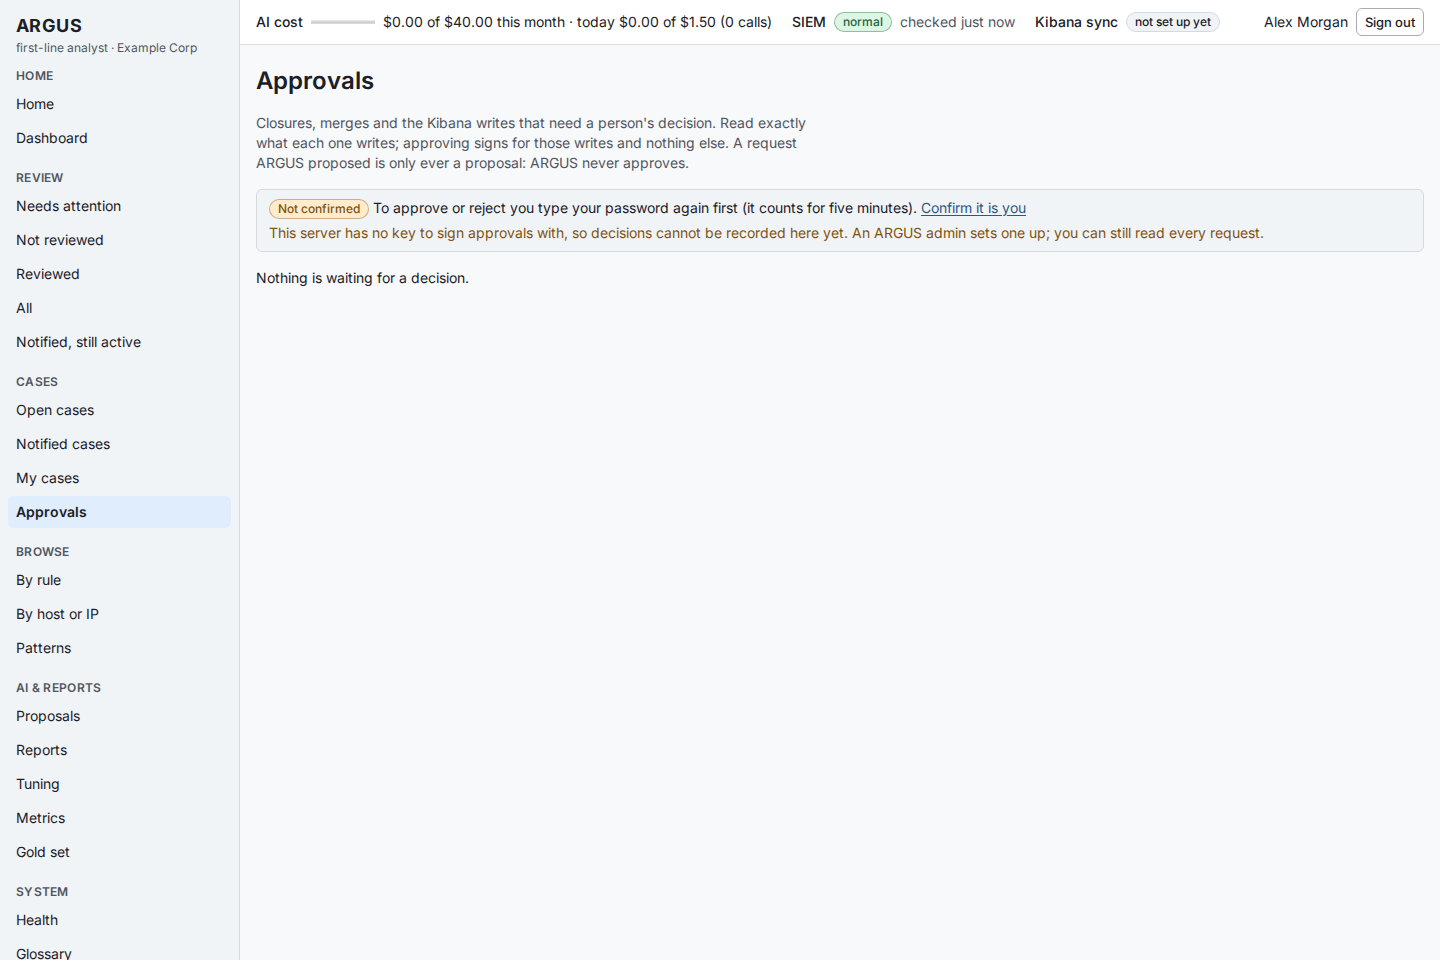 ARGUS
first-line analyst · Example Corp
HOME
Home
Dashboard
REVIEW
Needs attention
Not reviewed
Reviewed
All
Notified, still active
CASES
Open cases
Notified cases
My cases
Approvals
BROWSE
By rule
By host or IP
Patterns
AI & REPORTS
Proposals
Reports
Tuning
Metrics
Gold set
SYSTEM
Health
Glossary
AI cost $0.00 of $40.00 this month · today $0.00 of $1.50 (0 calls) SIEM normal checked just now Kibana sync not set up yet Alex Morgan Sign out
Approvals
Closures, merges and the Kibana writes that need a person's decision. Read exactly
what each one writes; approving signs for those writes and nothing else. A request
ARGUS proposed is only ever a proposal: ARGUS never approves.
Not confirmed To approve or reject you type your password again first (it counts for five minutes). Confirm it is you
This server has no key to sign approvals with, so decisions cannot be recorded here yet. An ARGUS admin sets one up; you can still read every request.
Nothing is waiting for a decision.